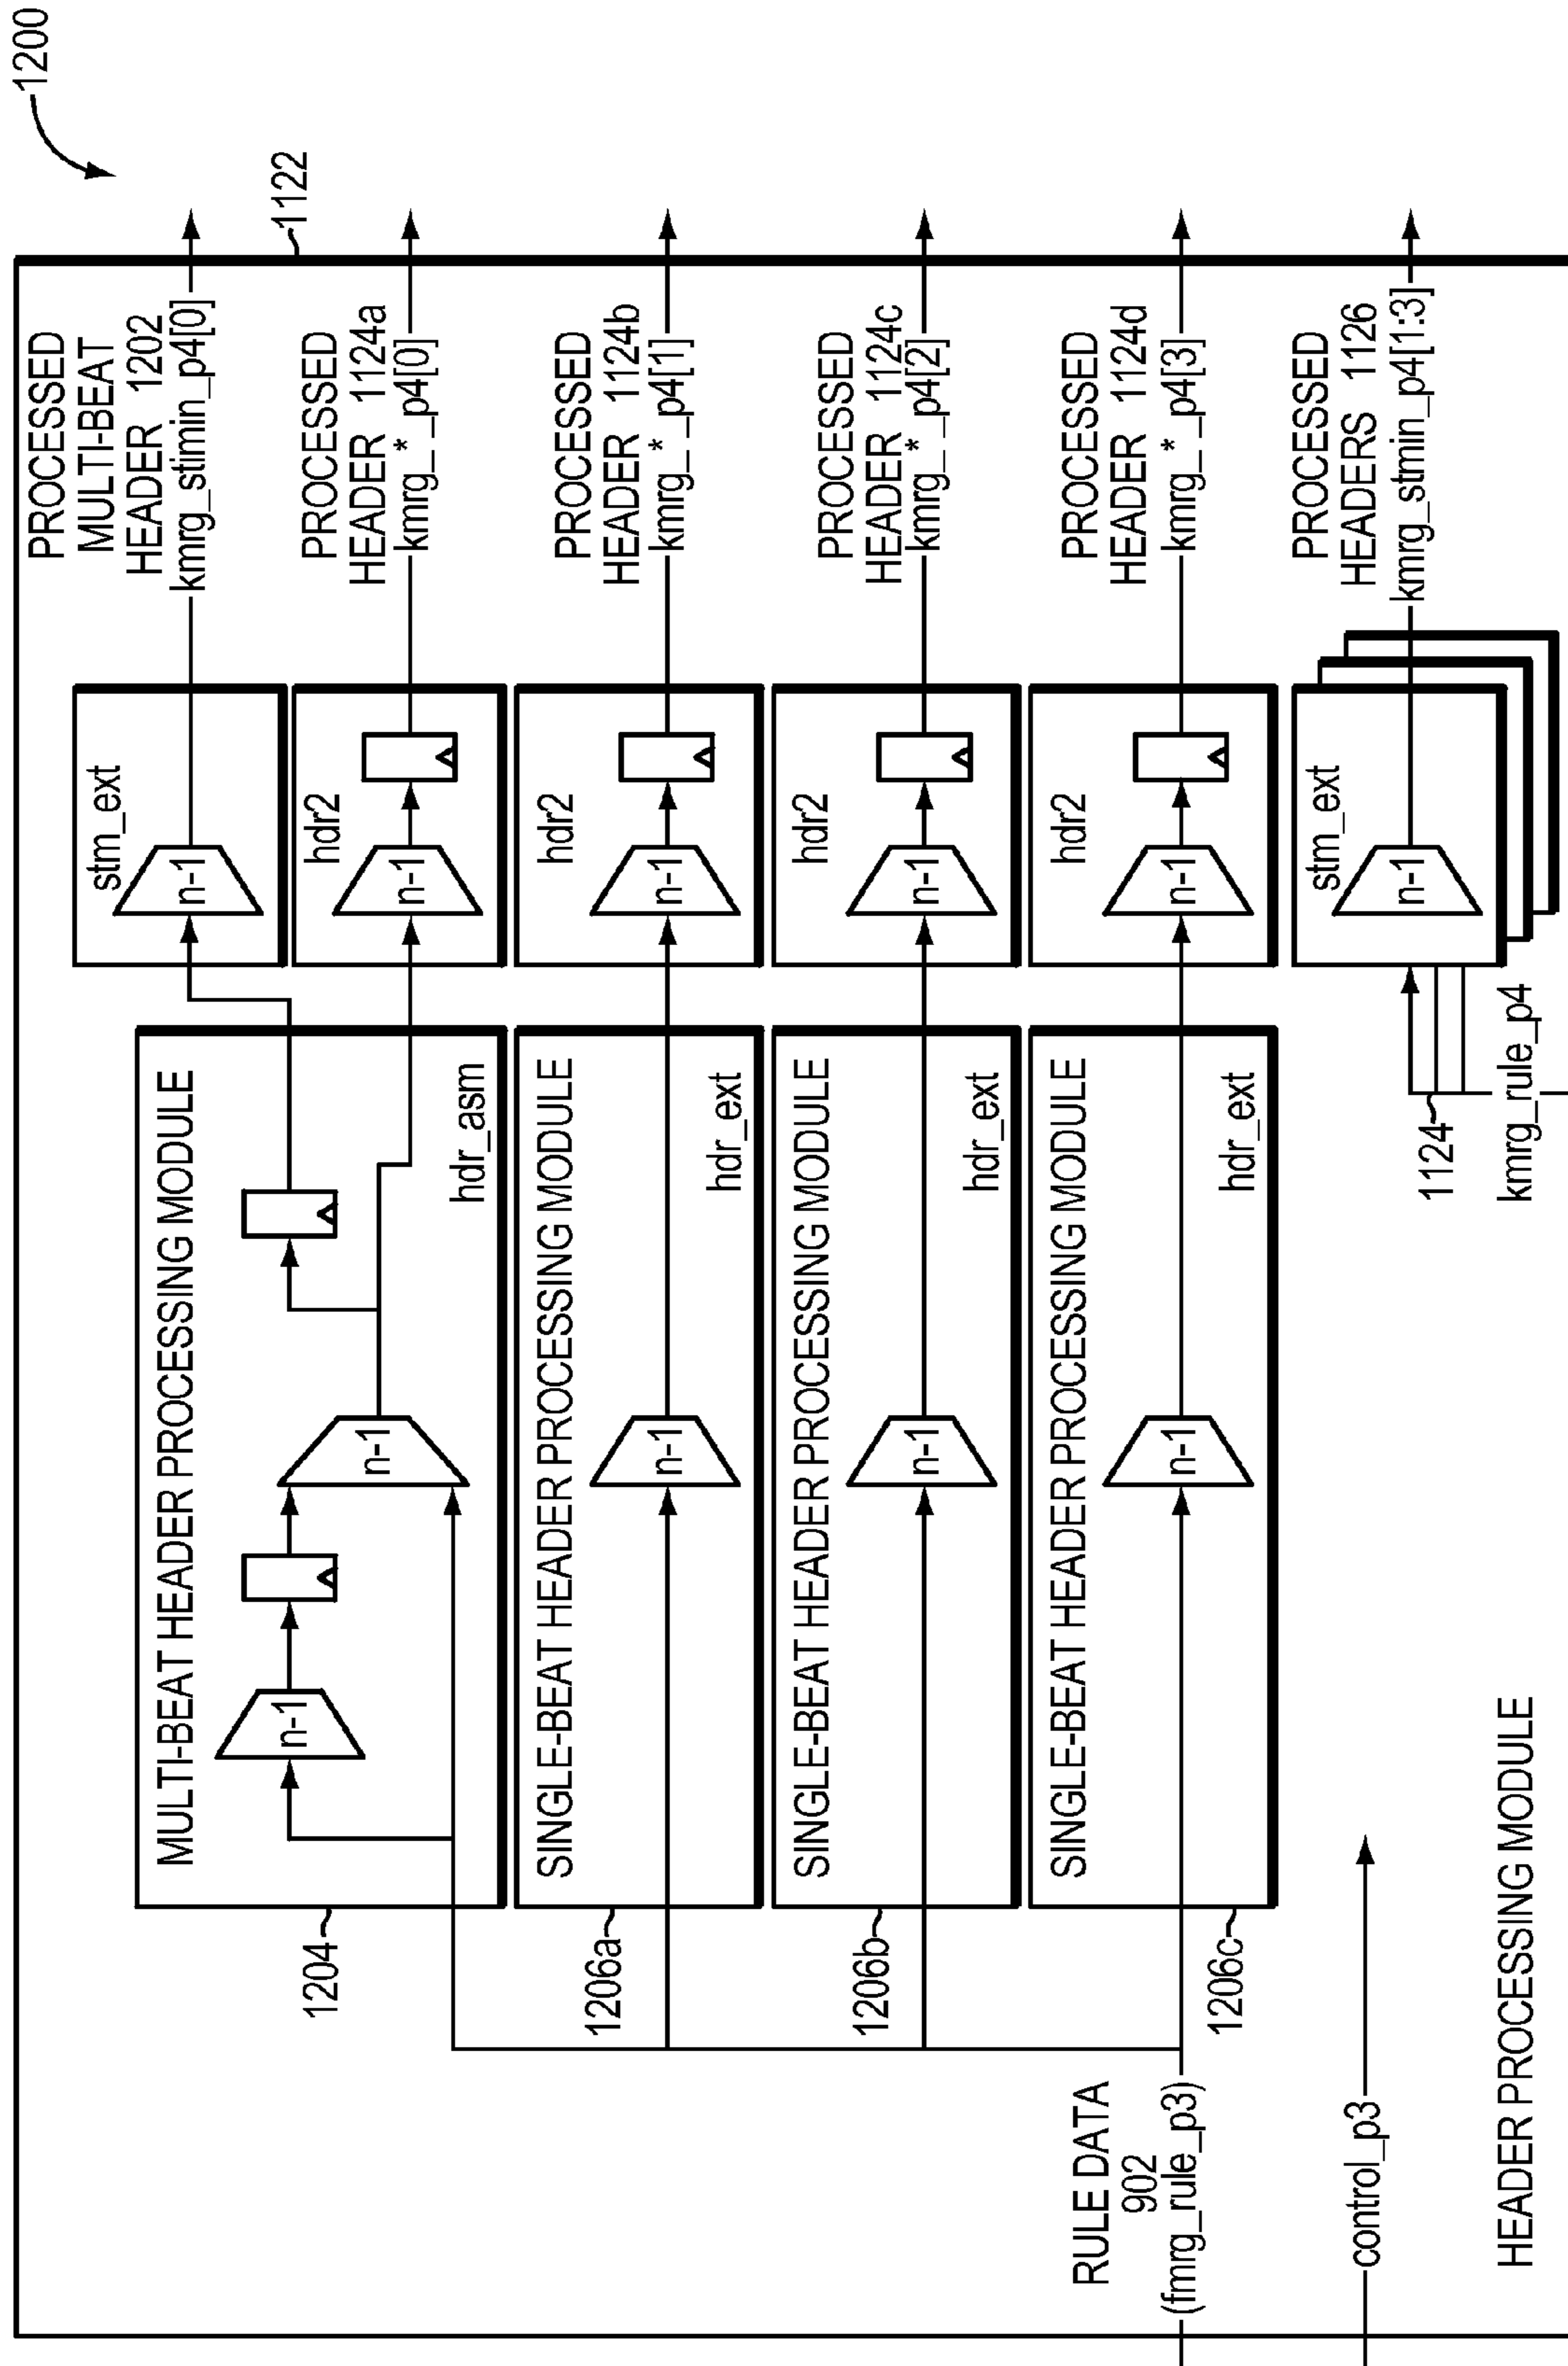 1200
1122
PROCESSED
MULTI-BEAT
HEADER 1202
kmrg_stimin_p4[0]
stm_ext
n-1
MULTI-BEAT HEADER PROCESSING MODULE
n-1
n-1
hdr_asm
1204
hdr2
n-1
PROCESSED
HEADER 1124a
kmrg_*_p4[0]
SINGLE-BEAT HEADER PROCESSING MODULE
n-1
hdr_ext
1206a
hdr2
n-1
PROCESSED
HEADER 1124b
kmrg_*_p4[1]
SINGLE-BEAT HEADER PROCESSING MODULE
n-1
hdr_ext
1206b
hdr2
n-1
PROCESSED
HEADER 1124c
kmrg_*_p4[2]
SINGLE-BEAT HEADER PROCESSING MODULE
n-1
hdr_ext
1206c
hdr2
n-1
PROCESSED
HEADER 1124d
kmrg_*_p4[3]
RULE DATA
902
(fmrg_rule_p3)
control_p3
stm_ext
n-1
PROCESSED
HEADERS 1126
kmrg_stmin_p4[1:3]
1124
kmrg_rule_p4
HEADER PROCESSING MODULE